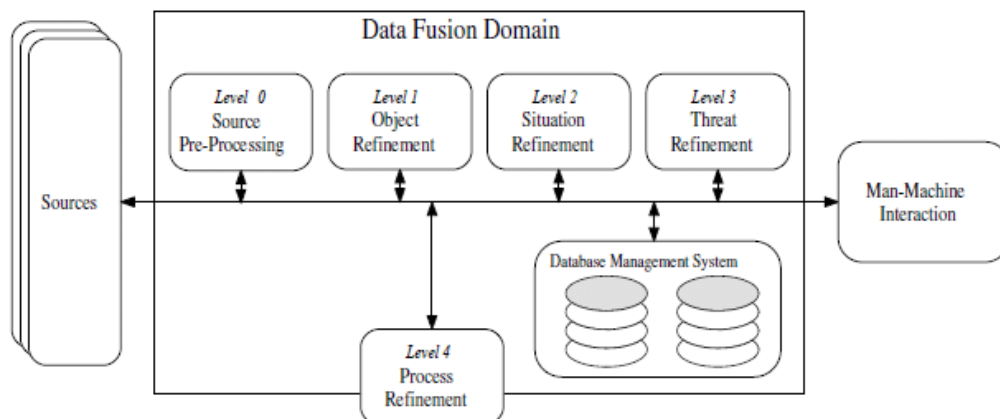 Data Fusion Domain
Level 0
Source
Pre-Processing
Level 1
Object
Refinement
Level 2
Situation
Refinement
Level 3
Threat
Refinement
Sources
Man-Machine
Interaction
Database Management System
Level 4
Process
Refinement